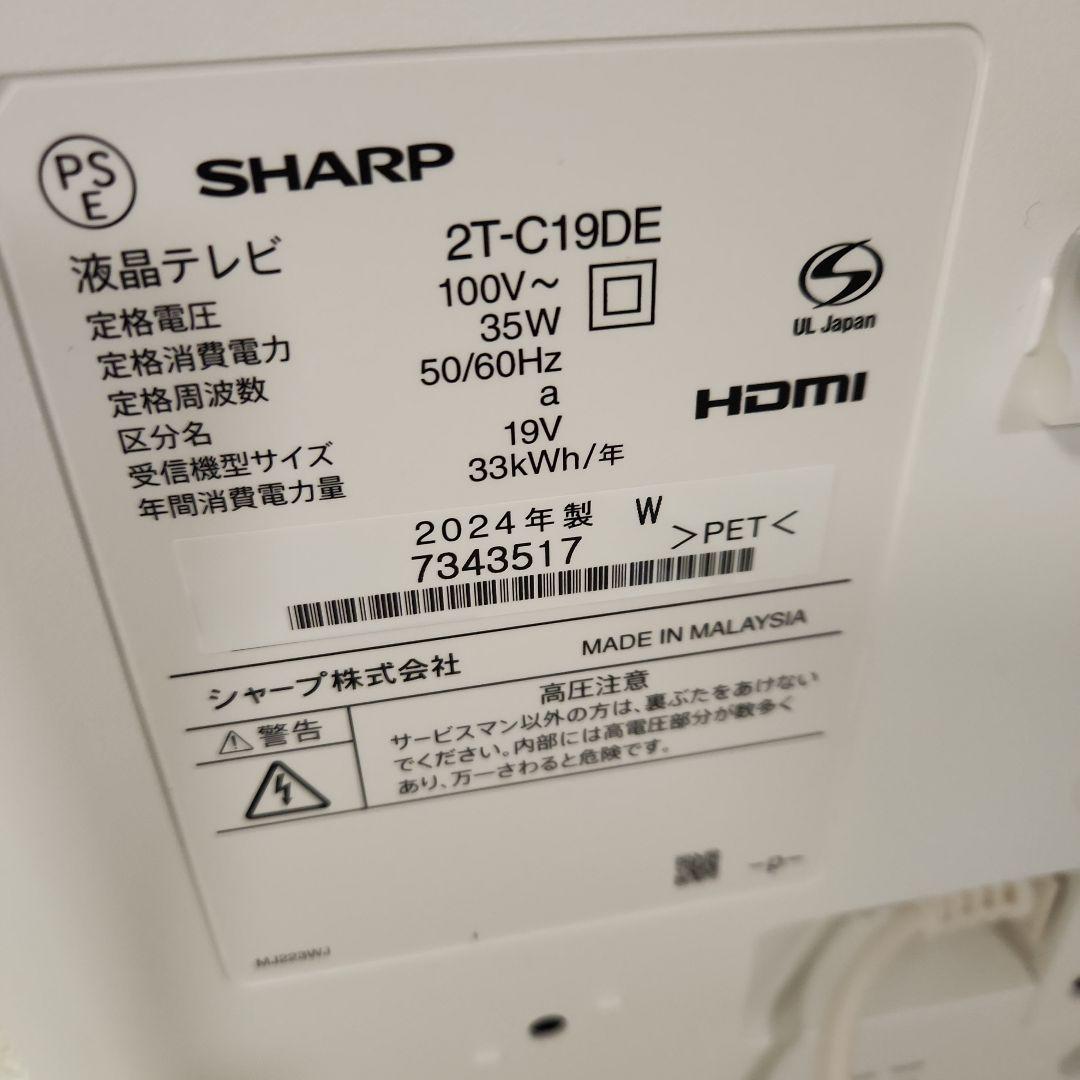 PS
E
SHARP
液晶テレビ 2T-C19DE
定格電圧 100V～
定格消費電力 35W
定格周波数 50/60Hz
区分名 a
受信機型サイズ 19V
年間消費電力量 33kWh/年
UL Japan
HDMI
2024年製 W
7343517 >PET<
シャープ株式会社 MADE IN MALAYSIA
警告 高圧注意
サービスマン以外の方は、裏ぶたをあけない
でください。内部には高電圧部分が数多く
あり、万一さわると危険です。
-P-
MJ223WJ